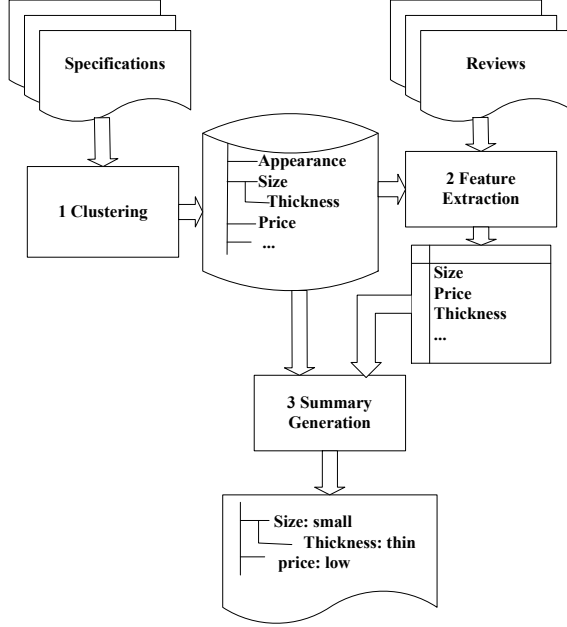 Specifications
Reviews
1 Clustering
Appearance
Size
Thickness
Price
...
2 Feature
Extraction
Size
Price
Thickness
...
3 Summary
Generation
Size: small
Thickness: thin
price: low